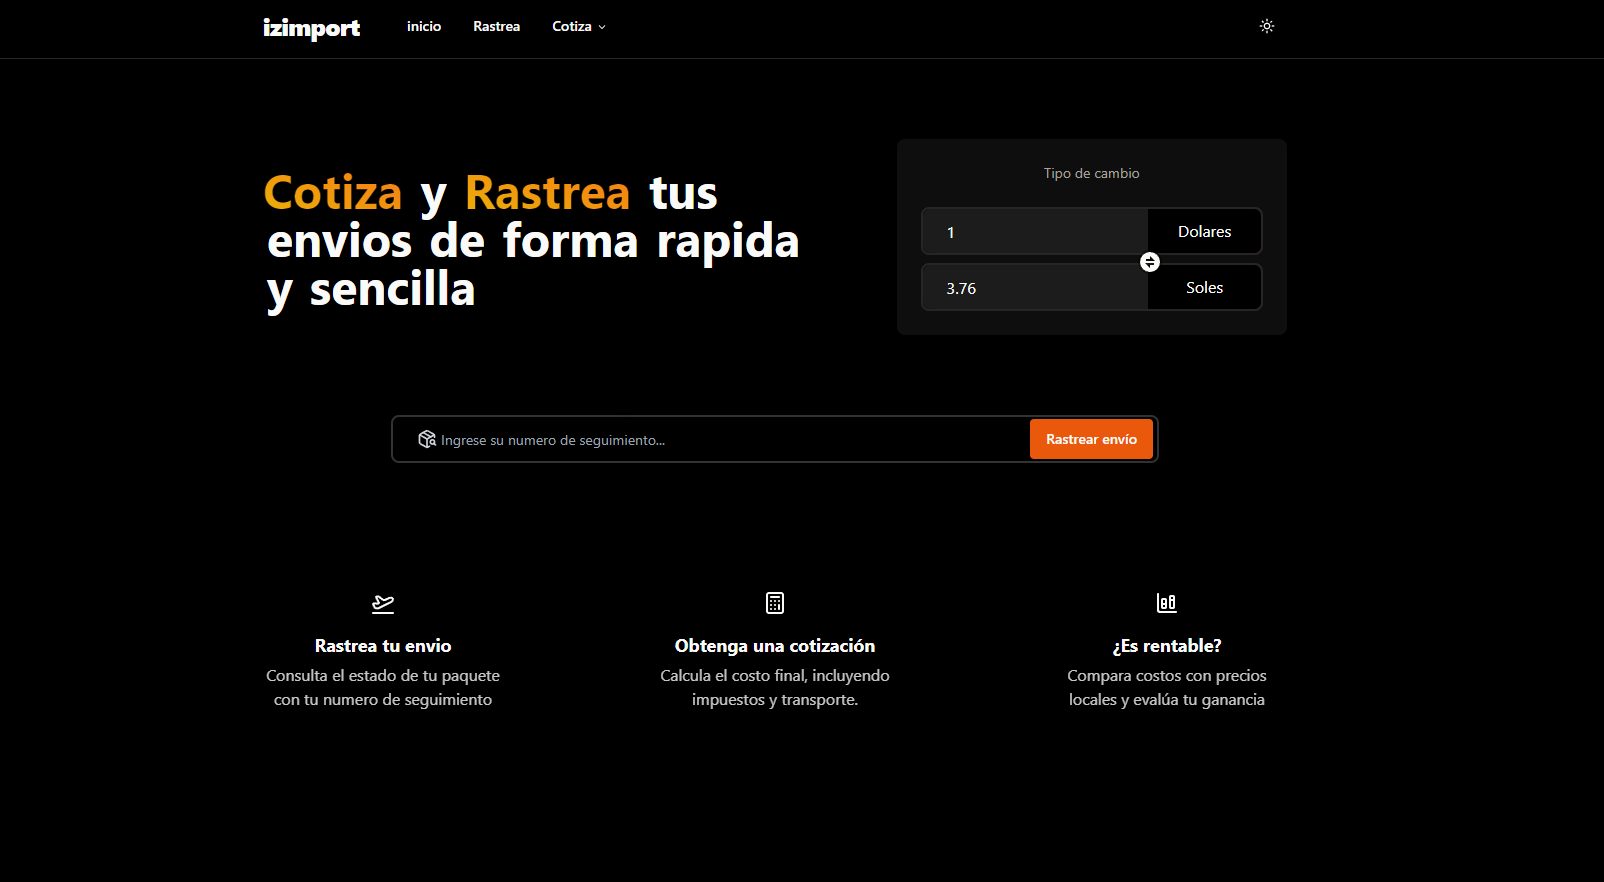 izimport
inicio
Rastrea
Cotiza
Cotiza y Rastrea tus
envios de forma rapida
y sencilla
Tipo de cambio
1
Dolares
3.76
Soles
Ingrese su numero de seguimiento...
Rastrear envío
Rastrea tu envio
Consulta el estado de tu paquete
con tu numero de seguimiento
Obtenga una cotización
Calcula el costo final, incluyendo
impuestos y transporte.
¿Es rentable?
Compara costos con precios
locales y evalúa tu ganancia